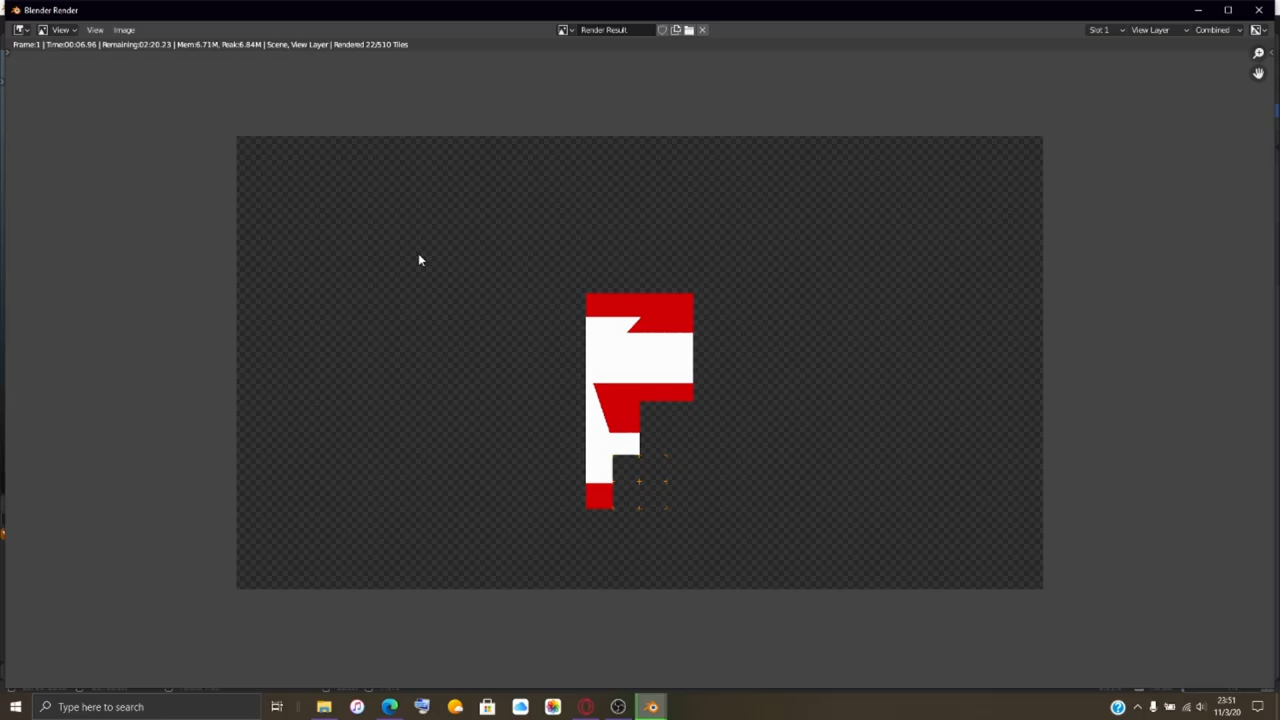 Blender Render
View View Image Render Result Slot 1 View Layer Combined
Frame:1 | Time:00:06.96 | Remaining:02:20.23 | Mem:6.71M, Peak:6.84M | Scene, View Layer | Rendered 22/510 Tiles
Type here to search
23:51
11/3/20